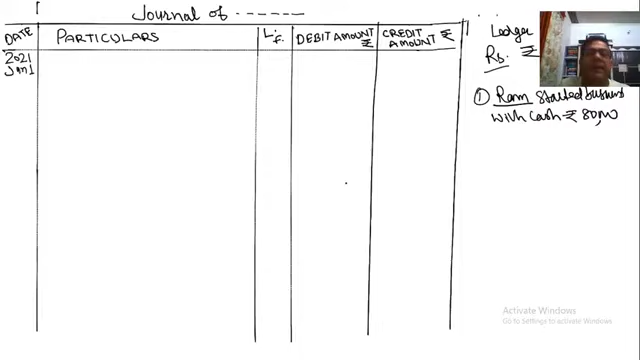 Journal of ------
DATE
PARTICULARS
L.F.
DEBIT AMOUNT ₹
CREDIT AMOUNT ₹
2021
Jan 1
Ledger
Rs. ₹
① Ram started business
with cash ₹ 80,000
Activate Windows
Go to Settings to activate Windows.